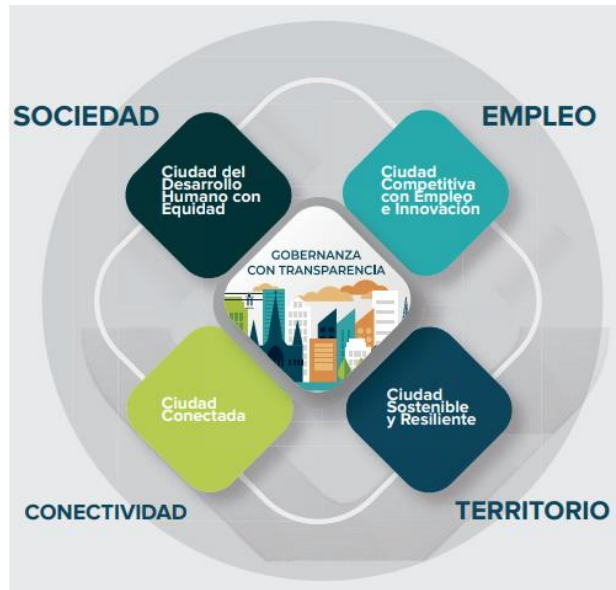 SOCIEDAD
EMPLEO
Ciudad del
Desarrollo
Humano con
Equidad
Ciudad
Competitiva
con Empleo
e Innovación
GOBERNANZA
CON TRANSPARENCIA
Ciudad
Conectada
Ciudad
Sostenible
y Resiliente
CONECTIVIDAD
TERRITORIO